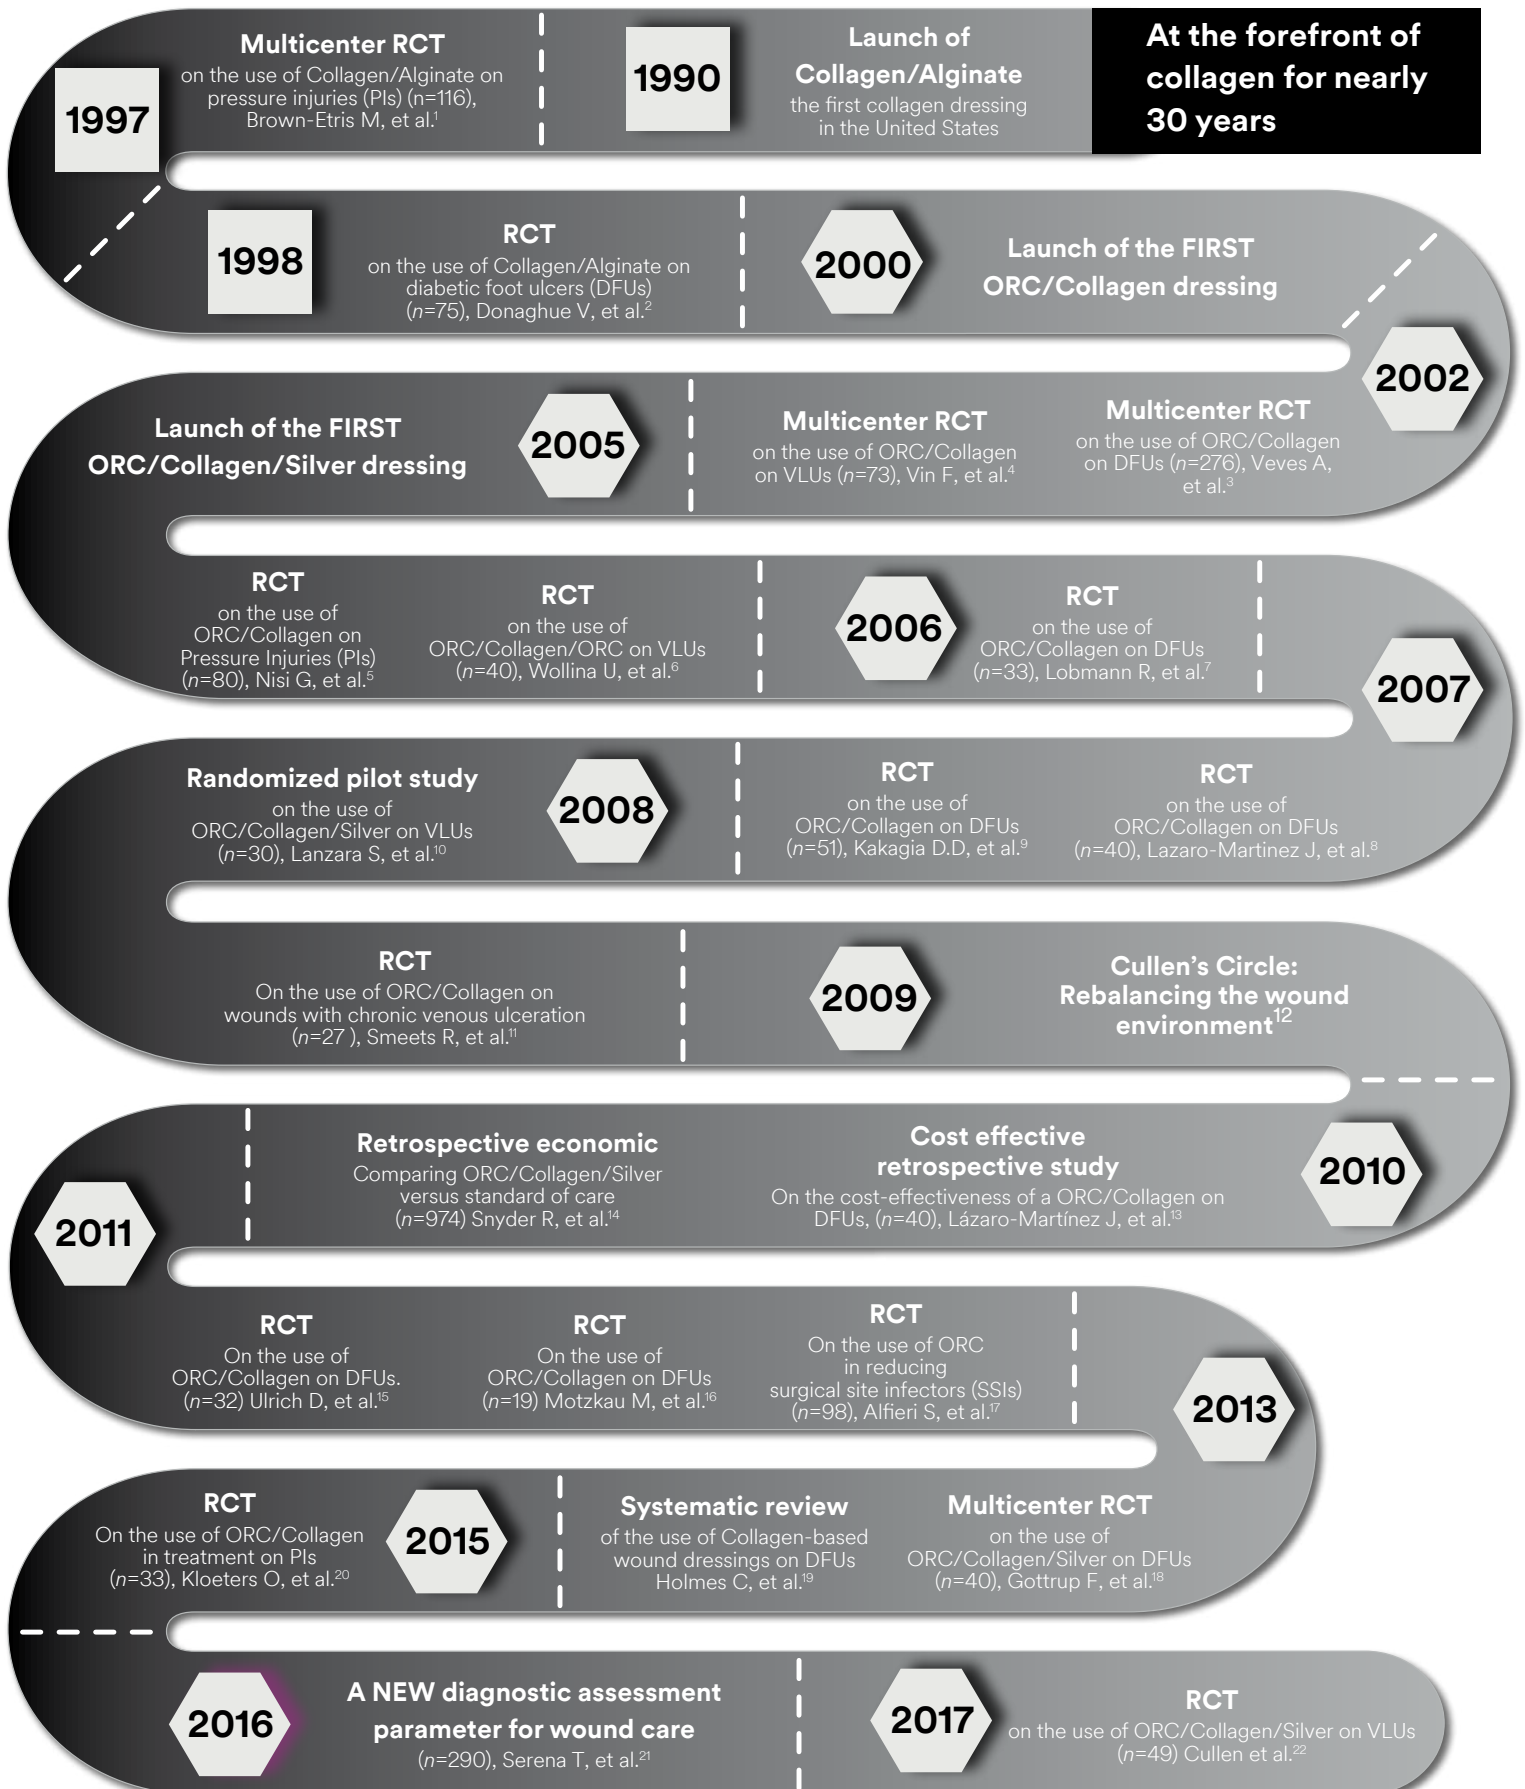 At the forefront of
collagen for nearly
30 years
1990
Launch of
Collagen/Alginate
the first collagen dressing
in the United States
1997
Multicenter RCT
on the use of Collagen/Alginate on
pressure injuries (PIs) (n=116),
Brown-Etris M, et al.1
1998
RCT
on the use of Collagen/Alginate on
diabetic foot ulcers (DFUs)
(n=75), Donaghue V, et al.2
2000
Launch of the FIRST
ORC/Collagen dressing
2002
Multicenter RCT
on the use of ORC/Collagen
on DFUs (n=276), Veves A,
et al.3
Multicenter RCT
on the use of ORC/Collagen
on VLUs (n=73), Vin F, et al.4
2005
Launch of the FIRST
ORC/Collagen/Silver dressing
RCT
on the use of
ORC/Collagen on
Pressure Injuries (PIs)
(n=80), Nisi G, et al.5
RCT
on the use of
ORC/Collagen/ORC on VLUs
(n=40), Wollina U, et al.6
2006
RCT
on the use of
ORC/Collagen on DFUs
(n=33), Lobmann R, et al.7
2007
RCT
on the use of
ORC/Collagen on DFUs
(n=40), Lazaro-Martinez J, et al.8
RCT
on the use of
ORC/Collagen on DFUs
(n=51), Kakagia D.D, et al.9
2008
Randomized pilot study
on the use of
ORC/Collagen/Silver on VLUs
(n=30), Lanzara S, et al.10
RCT
On the use of ORC/Collagen on
wounds with chronic venous ulceration
(n=27 ), Smeets R, et al.11
2009
Cullen’s Circle:
Rebalancing the wound
environment12
2010
Cost effective
retrospective study
On the cost-effectiveness of a ORC/Collagen on
DFUs, (n=40), Lázaro-Martínez J, et al.13
Retrospective economic
Comparing ORC/Collagen/Silver
versus standard of care
(n=974) Snyder R, et al.14
2011
RCT
On the use of
ORC/Collagen on DFUs.
(n=32) Ulrich D, et al.15
RCT
On the use of
ORC/Collagen on DFUs
(n=19) Motzkau M, et al.16
RCT
On the use of ORC
in reducing
surgical site infectors (SSIs)
(n=98), Alfieri S, et al.17
2013
Multicenter RCT
on the use of
ORC/Collagen/Silver on DFUs
(n=40), Gottrup F, et al.18
Systematic review
of the use of Collagen-based
wound dressings on DFUs
Holmes C, et al.19
2015
RCT
On the use of ORC/Collagen
in treatment on PIs
(n=33), Kloeters O, et al.20
2016
A NEW diagnostic assessment
parameter for wound care
(n=290), Serena T, et al.21
2017
RCT
on the use of ORC/Collagen/Silver on VLUs
(n=49) Cullen et al.22